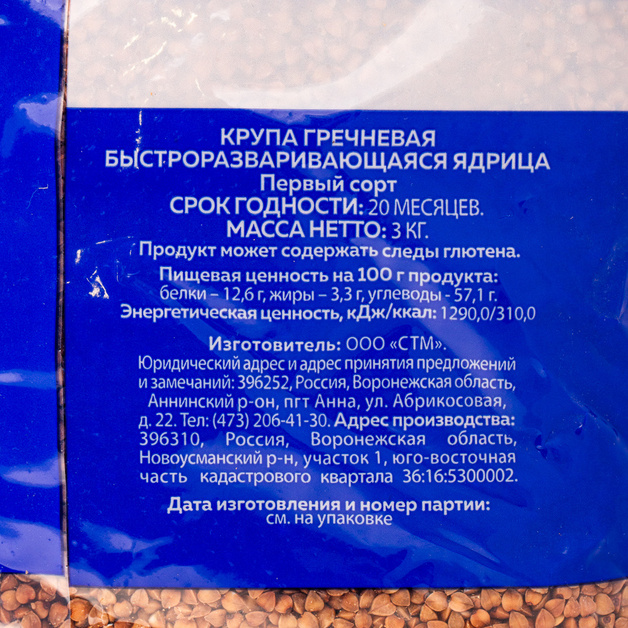 КРУПА ГРЕЧНЕВАЯ
БЫСТРОРАЗВАРИВАЮЩАЯСЯ ЯДРИЦА
Первый сорт
СРОК ГОДНОСТИ: 20 МЕСЯЦЕВ.
МАССА НЕТТО: 3 КГ.
Продукт может содержать следы глютена.
Пищевая ценность на 100 г продукта:
белки – 12,6 г, жиры – 3,3 г, углеводы - 57,1 г.
Энергетическая ценность, кДж/ккал: 1290,0/310,0
Изготовитель: ООО «СТМ».
Юридический адрес и адрес принятия предложений
и замечаний: 396252, Россия, Воронежская область,
Аннинский р-он, пгт Анна, ул. Абрикосовая,
д. 22. Тел: (473) 206-41-30. Адрес производства:
396310, Россия, Воронежская область,
Новоусманский р-н, участок 1, юго-восточная
часть кадастрового квартала 36:16:5300002.
Дата изготовления и номер партии:
см. на упаковке